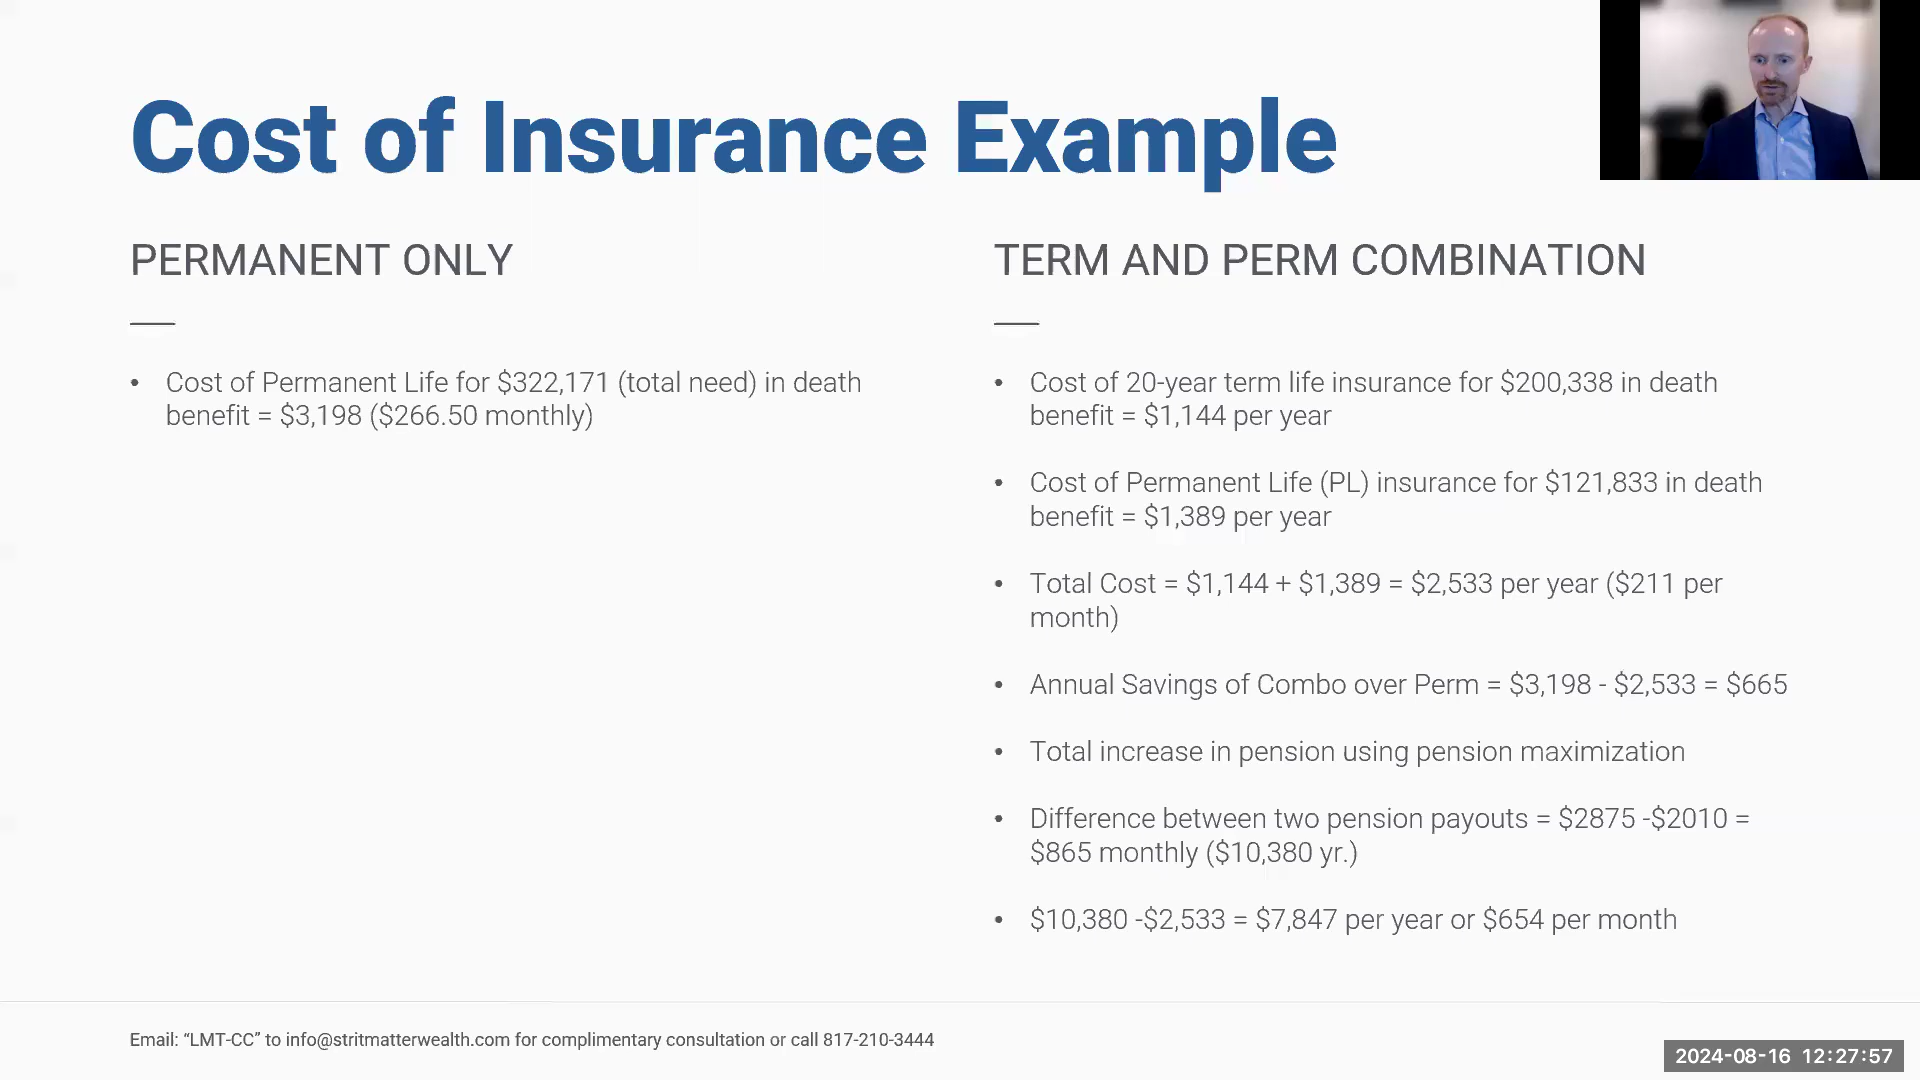 Cost of Insurance Example
PERMANENT ONLY
• Cost of Permanent Life for $322,171 (total need) in death
benefit = $3,198 ($266.50 monthly)
TERM AND PERM COMBINATION
• Cost of 20-year term life insurance for $200,338 in death
benefit = $1,144 per year
• Cost of Permanent Life (PL) insurance for $121,833 in death
benefit = $1,389 per year
• Total Cost = $1,144 + $1,389 = $2,533 per year ($211 per
month)
• Annual Savings of Combo over Perm = $3,198 - $2,533 = $665
• Total increase in pension using pension maximization
• Difference between two pension payouts = $2875 -$2010 =
$865 monthly ($10,380 yr.)
• $10,380 -$2,533 = $7,847 per year or $654 per month
Email: “LMT-CC” to info@stritmatterwealth.com for complimentary consultation or call 817-210-3444
2024-08-16 12:27:57